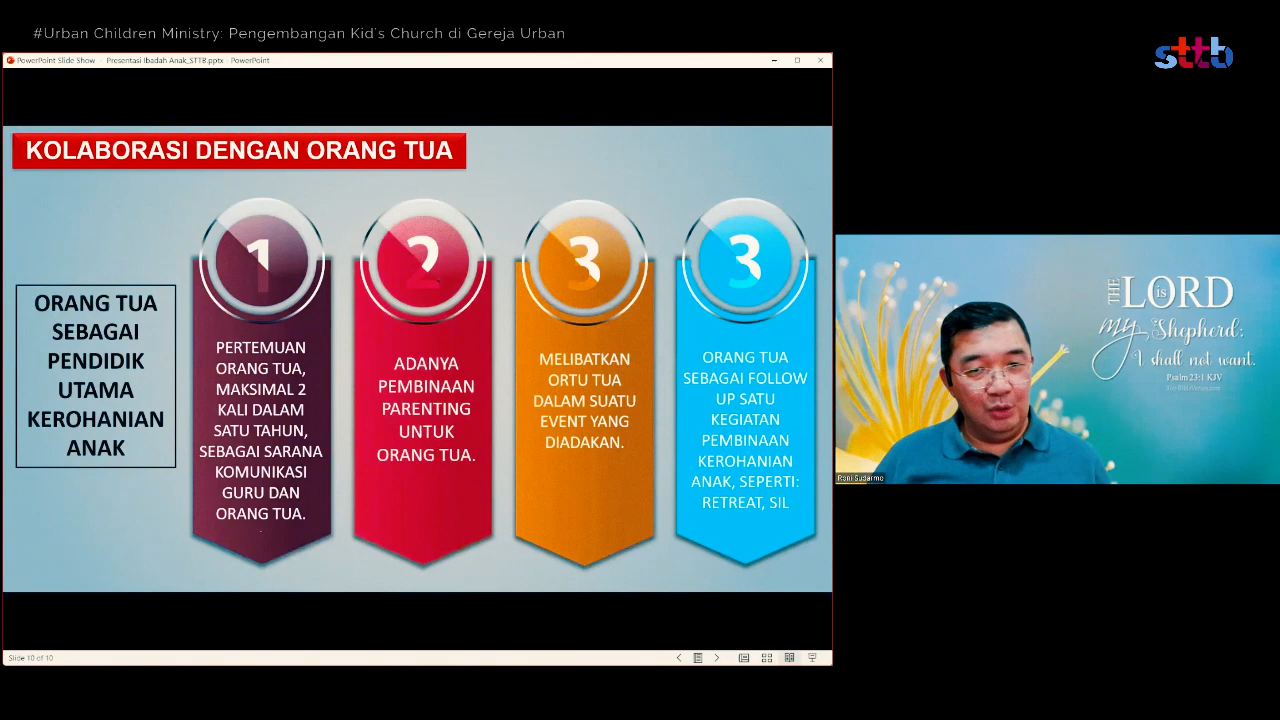 #Urban Children Ministry: Pengembangan Kid's Church di Gereja Urban
sttb
PowerPoint Slide Show - Presentasi Ibadah Anak_STTB.pptx - PowerPoint
KOLABORASI DENGAN ORANG TUA
ORANG TUA
SEBAGAI
PENDIDIK
UTAMA
KEROHANIAN
ANAK
1
PERTEMUAN
ORANG TUA,
MAKSIMAL 2
KALI DALAM
SATU TAHUN,
SEBAGAI SARANA
KOMUNIKASI
GURU DAN
ORANG TUA.
2
ADANYA
PEMBINAAN
PARENTING
UNTUK
ORANG TUA.
3
MELIBATKAN
ORTU TUA
DALAM SUATU
EVENT YANG
DIADAKAN.
3
ORANG TUA
SEBAGAI FOLLOW
UP SATU
KEGIATAN
PEMBINAAN
KEROHANIAN
ANAK, SEPERTI:
RETREAT, SIL
THE LORD IS
my Shepherd:
I shall not want.
Psalm 23:1 KJV
Roni Sudarmo
Slide 10 of 10